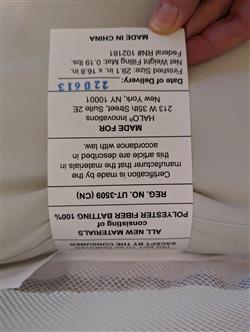 EXCEPT BY THE CONSUMER
ALL NEW MATERIALS
consisting of
POLYESTER FIBER BATTING 100%
REG. NO. UT-3509 (CN)
Certification is made by the
manufacturer that the materials in
this article are described in
accordance with law.
MADE FOR
HALO® Innovations
213 W 35th Street, Suite 2E
New York, NY 10001
Date of Delivery:
220613
Finished Size: 29.1 in x 16.8 in.
Net Weight Filling Mat: 0.19 lbs.
Federal RN# 102181
MADE IN CHINA